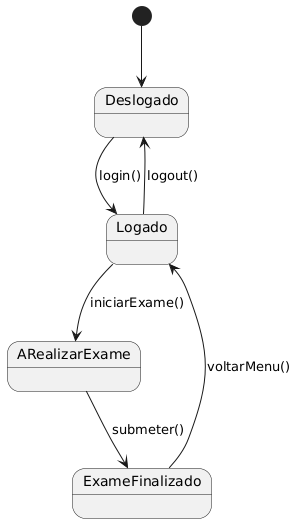 Deslogado
login()
logout()
Logado
iniciarExame()
ARealizarExame
voltarMenu()
submeter()
ExameFinalizado